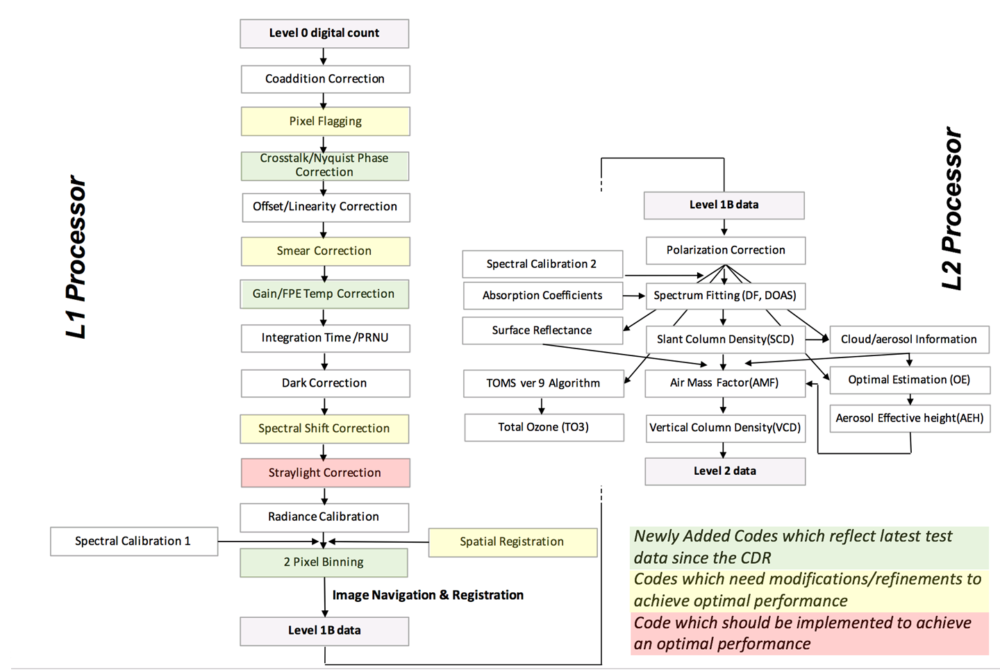 L1 Processor
Level 0 digital count
Coaddition Correction
Pixel Flagging
Crosstalk/Nyquist Phase
Correction
Offset/Linearity Correction
Smear Correction
Gain/FPE Temp Correction
Integration Time /PRNU
Dark Correction
Spectral Shift Correction
Straylight Correction
Radiance Calibration
Spectral Calibration 1
Spatial Registration
2 Pixel Binning
Image Navigation & Registration
Level 1B data
L2 Processor
Level 1B data
Polarization Correction
Spectral Calibration 2
Absorption Coefficients
Spectrum Fitting (DF, DOAS)
Surface Reflectance
Slant Column Density(SCD)
Cloud/aerosol Information
TOMS ver 9 Algorithm
Air Mass Factor(AMF)
Optimal Estimation (OE)
Total Ozone (TO3)
Vertical Column Density(VCD)
Aerosol Effective height(AEH)
Level 2 data
Newly Added Codes which reflect latest test
data since the CDR
Codes which need modifications/refinements to
achieve optimal performance
Code which should be implemented to achieve
an optimal performance